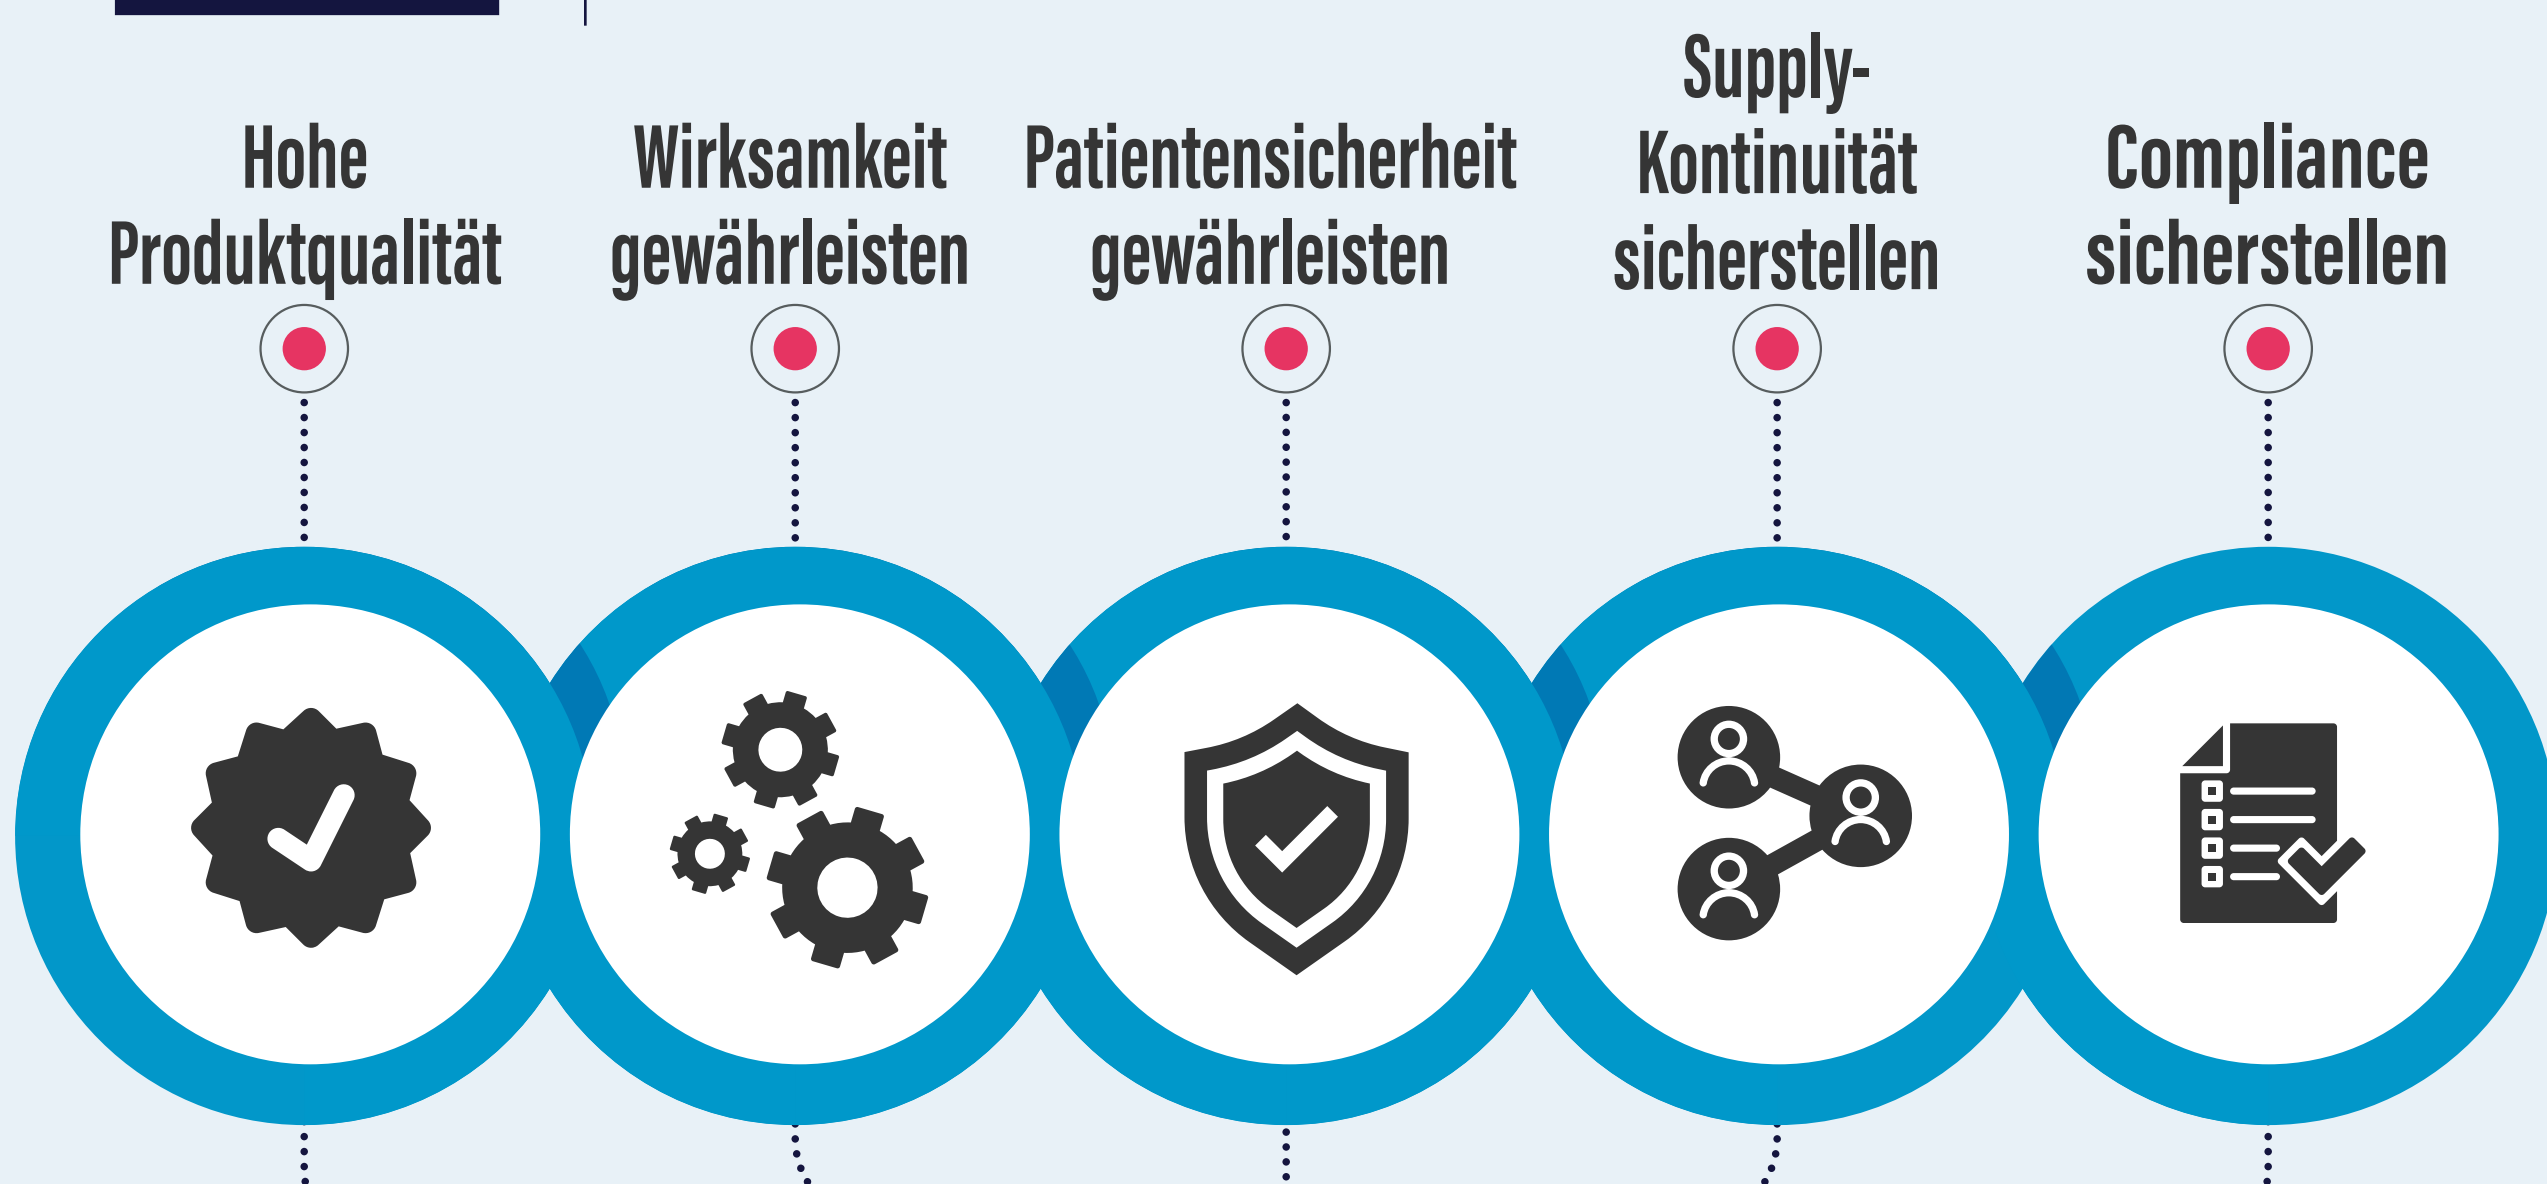 Hohe
Produktqualität
Wirksamkeit
gewährleisten
Patientensicherheit
gewährleisten
Supply-
Kontinuität
sicherstellen
Compliance
sicherstellen